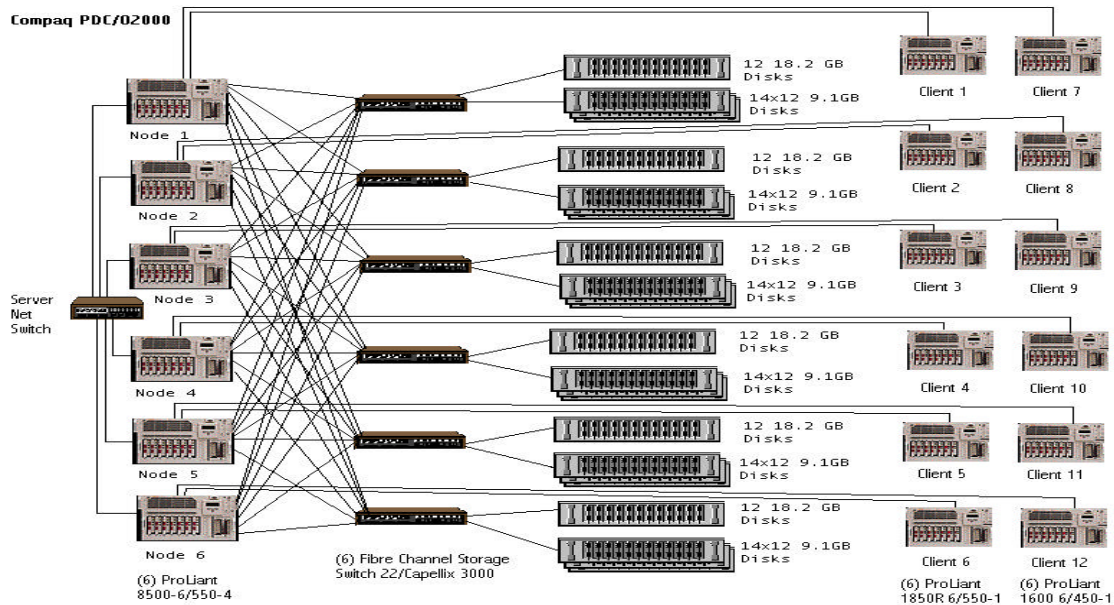 Compaq PDC/O2000
12 18.2 GB
Disks
14x12 9.1GB
Disks
Client 1
Client 7
Node 1
12 18.2 GB
Disks
14x12 9.1GB
Disks
Client 2
Client 8
Node 2
12 18.2 GB
Disks
14x12 9.1GB
Disks
Client 3
Client 9
Node 3
Server
Net
Switch
12 18.2 GB
Disks
14x12 9.1GB
Disks
Client 4
Client 10
Node 4
12 18.2 GB
Disks
14x12 9.1GB
Disks
Client 5
Client 11
Node 5
12 18.2 GB
Disks
14x12 9.1GB
Disks
Client 6
Client 12
Node 6
(6) ProLiant
8500-6/550-4
(6) Fibre Channel Storage
Switch 22/Capellix 3000
(6) ProLiant
1850R 6/550-1
(6) ProLiant
1600 6/450-1